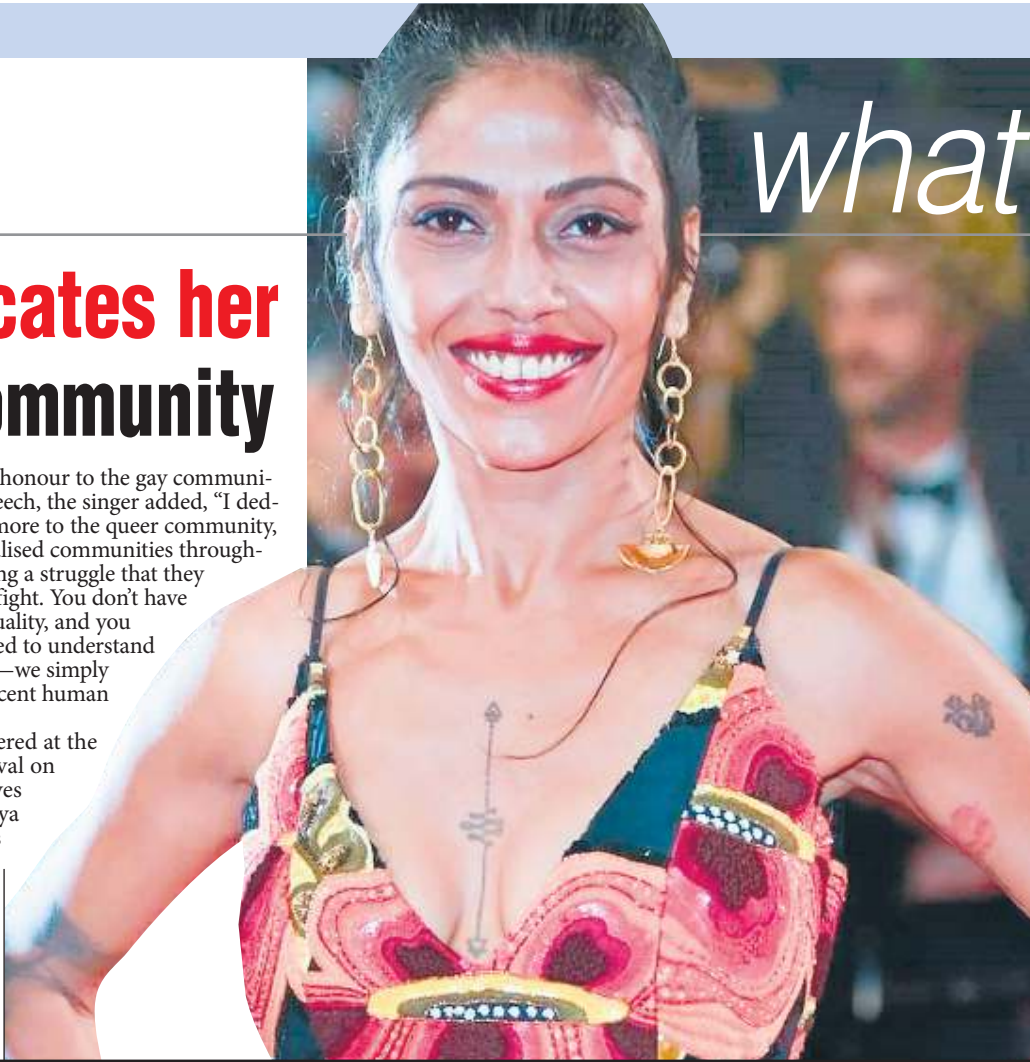 what
cates her
ommunity
honour to the gay communi-
eech, the singer added, “I ded-
more to the queer community,
alised communities through-
ng a struggle that they
fight. You don’t have
uality, and you
ed to understand
—we simply
cent human
ered at the
val on
ves
ya